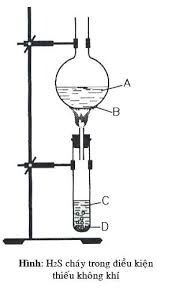 A
B
C
D
Hình: H₂S cháy trong điều kiện
thiếu không khí